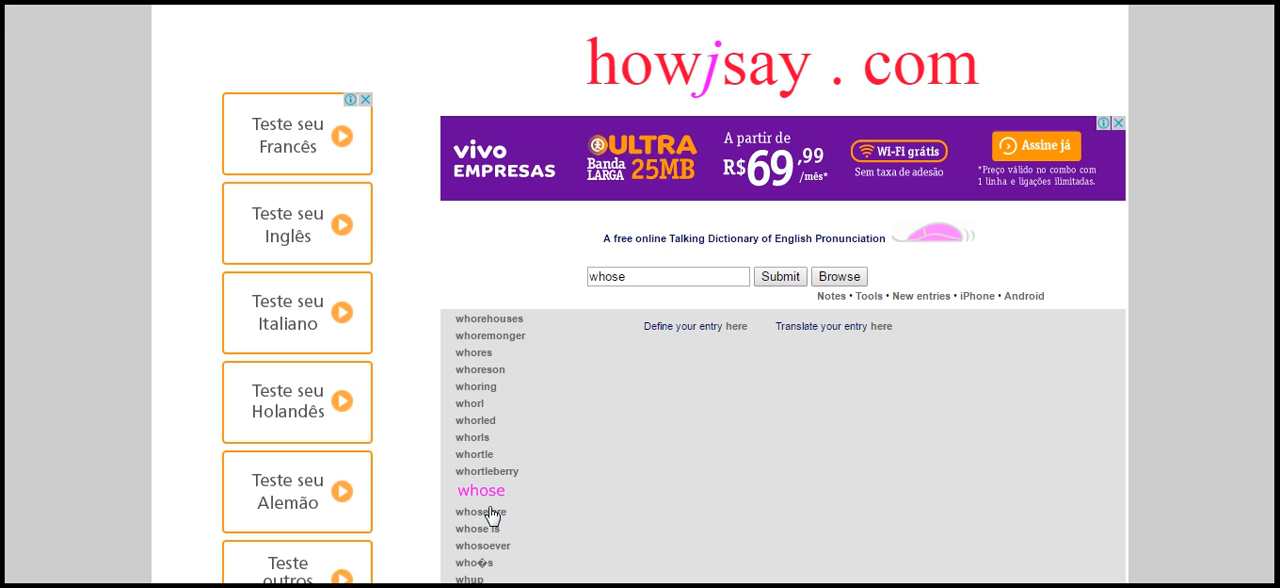 howjsay . com
Teste seu
Francês
Teste seu
Inglês
Teste seu
Italiano
Teste seu
Holandês
Teste seu
Alemão
Teste
outros
vivo
EMPRESAS
ULTRA
Banda
LARGA 25MB
A partir de
R$69,99
/mês*
Wi-Fi grátis
Sem taxa de adesão
Assine já
*Preço válido no combo com
1 linha e ligações ilimitadas.
A free online Talking Dictionary of English Pronunciation
whose Submit Browse
Notes • Tools • New entries • iPhone • Android
Define your entry here Translate your entry here
whorehouses
whoremonger
whores
whoreson
whoring
whorl
whorled
whorls
whortle
whortleberry
whose
whose is
whosoever
who�s
whup